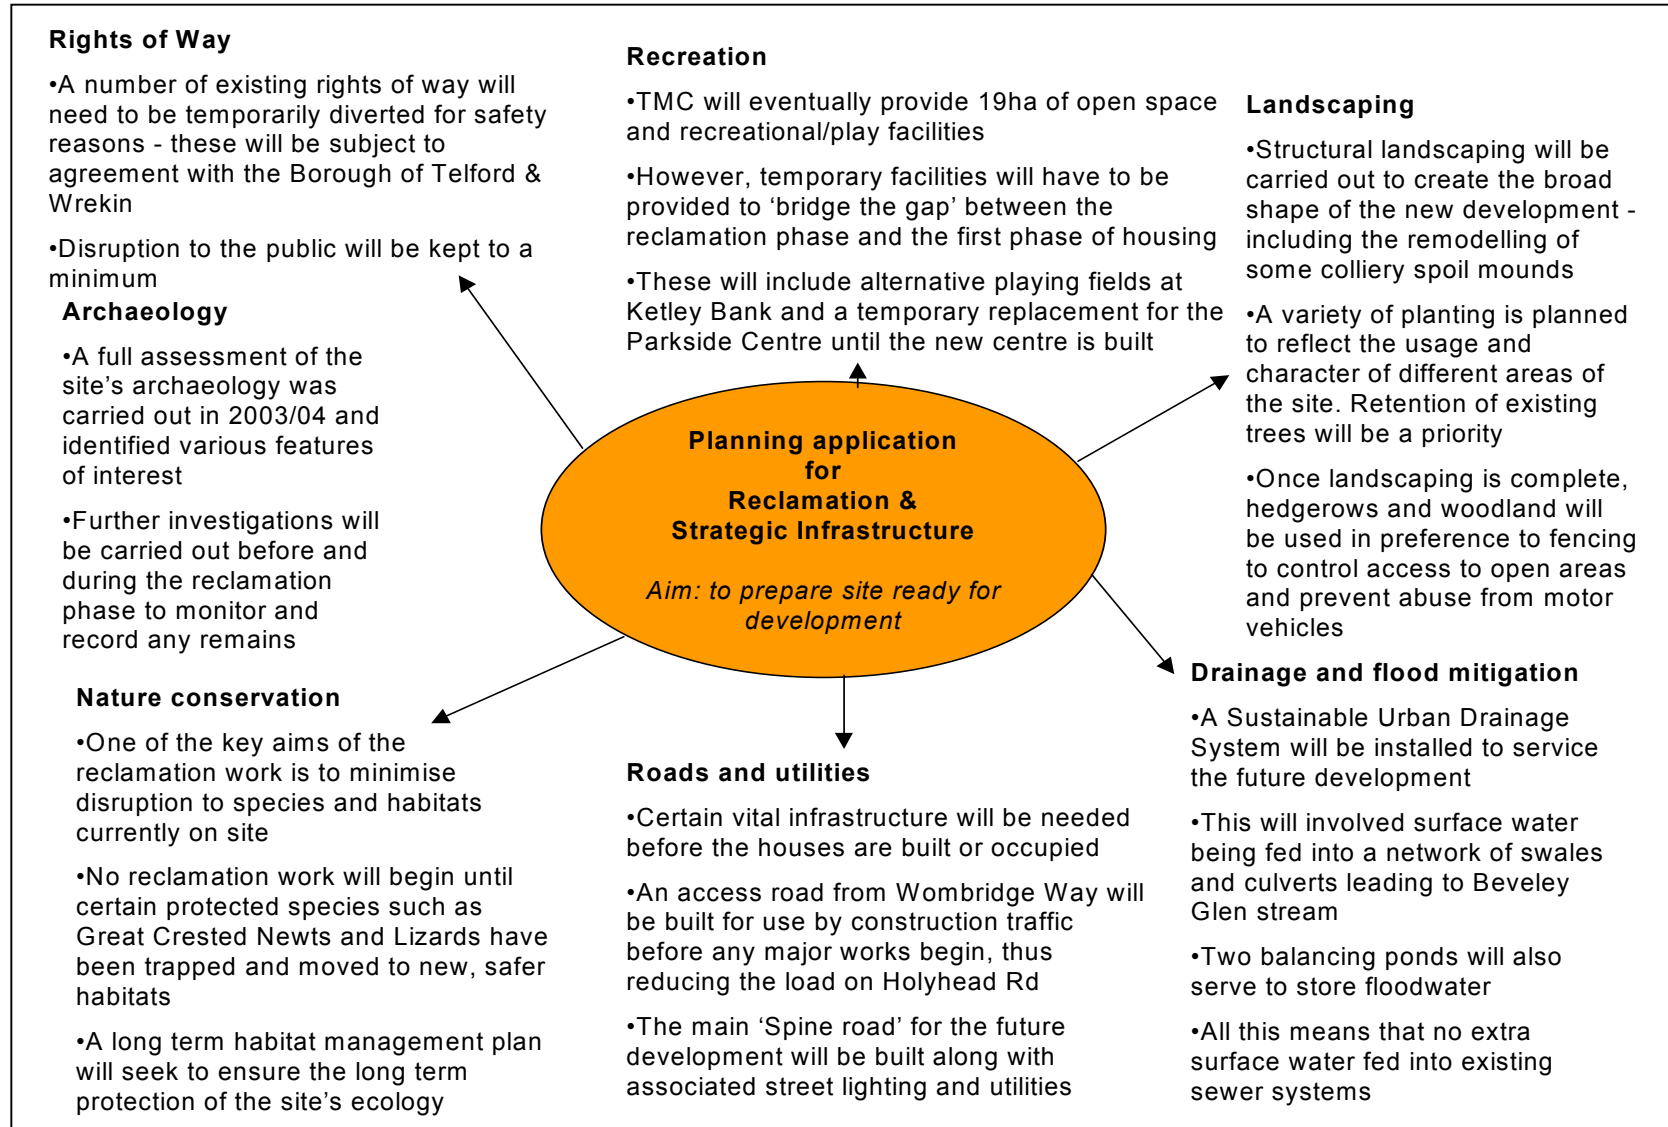 Rights of Way
•A number of existing rights of way will
need to be temporarily diverted for safety
reasons - these will be subject to
agreement with the Borough of Telford &
Wrekin
•Disruption to the public will be kept to a
minimum
Archaeology
•A full assessment of the
site’s archaeology was
carried out in 2003/04 and
identified various features
of interest
•Further investigations will
be carried out before and
during the reclamation
phase to monitor and
record any remains
Nature conservation
•One of the key aims of the
reclamation work is to minimise
disruption to species and habitats
currently on site
•No reclamation work will begin until
certain protected species such as
Great Crested Newts and Lizards have
been trapped and moved to new, safer
habitats
•A long term habitat management plan
will seek to ensure the long term
protection of the site’s ecology
Recreation
•TMC will eventually provide 19ha of open space
and recreational/play facilities
•However, temporary facilities will have to be
provided to ‘bridge the gap’ between the
reclamation phase and the first phase of housing
•These will include alternative playing fields at
Ketley Bank and a temporary replacement for the
Parkside Centre until the new centre is built
Planning application
for
Reclamation &
Strategic Infrastructure
Aim: to prepare site ready for
development
Roads and utilities
•Certain vital infrastructure will be needed
before the houses are built or occupied
•An access road from Wombridge Way will
be built for use by construction traffic
before any major works begin, thus
reducing the load on Holyhead Rd
•The main ‘Spine road’ for the future
development will be built along with
associated street lighting and utilities
Landscaping
•Structural landscaping will be
carried out to create the broad
shape of the new development -
including the remodelling of
some colliery spoil mounds
•A variety of planting is planned
to reflect the usage and
character of different areas of
the site. Retention of existing
trees will be a priority
•Once landscaping is complete,
hedgerows and woodland will
be used in preference to fencing
to control access to open areas
and prevent abuse from motor
vehicles
Drainage and flood mitigation
•A Sustainable Urban Drainage
System will be installed to service
the future development
•This will involved surface water
being fed into a network of swales
and culverts leading to Beveley
Glen stream
•Two balancing ponds will also
serve to store floodwater
•All this means that no extra
surface water fed into existing
sewer systems